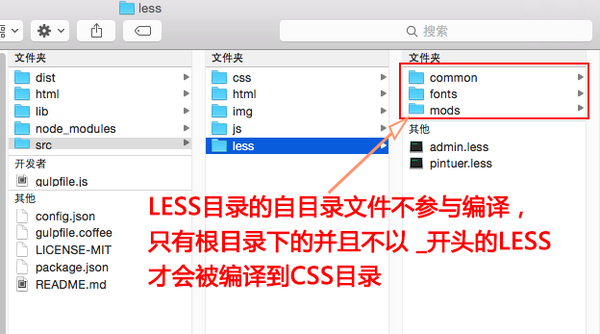 less
搜索
文件夹
dist
html
lib
node_modules
src
开发者
gulpfile.js
其他
config.json
gulpfile.coffee
LICENSE-MIT
package.json
README.md
文件夹
css
html
img
js
less
文件夹
common
fonts
mods
其他
admin.less
pintuer.less
LESS目录的自目录文件不参与编译，
只有根目录下的并且不以 _开头的LESS
才会被编译到CSS目录